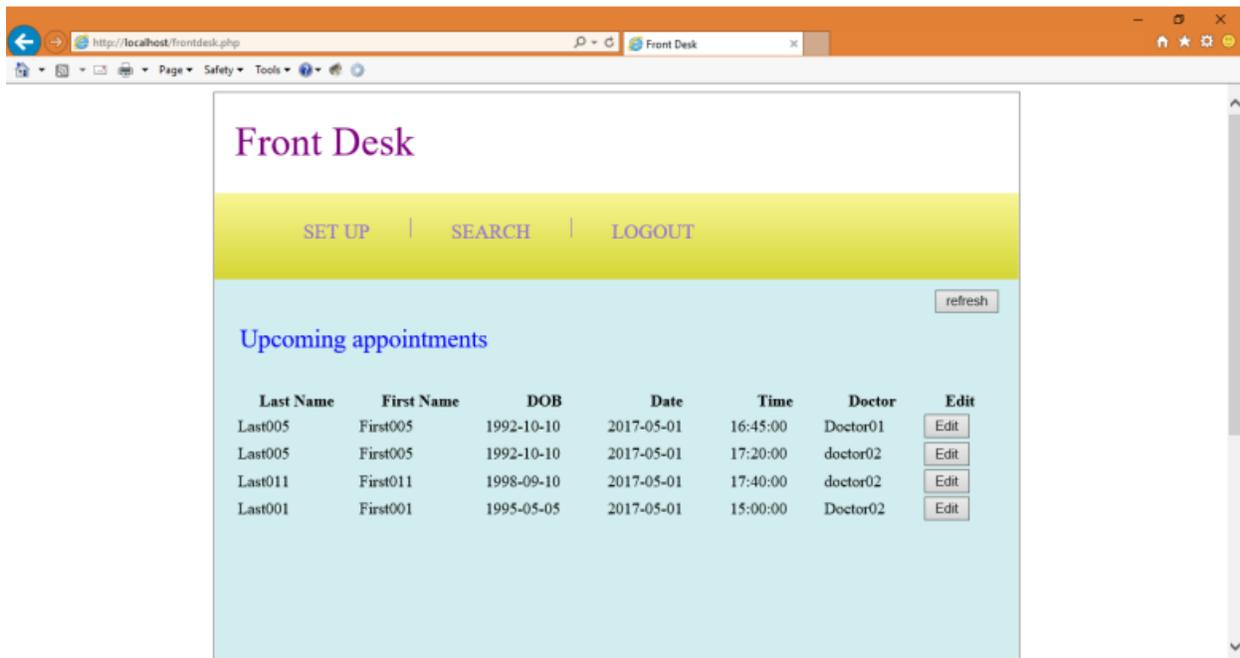 http://localhost/frontdesk.php
Front Desk
Page Safety Tools
Front Desk
SET UP SEARCH LOGOUT
refresh
Upcoming appointments
Last Name First Name DOB Date Time Doctor Edit
Last005 First005 1992-10-10 2017-05-01 16:45:00 Doctor01 Edit
Last005 First005 1992-10-10 2017-05-01 17:20:00 doctor02 Edit
Last011 First011 1998-09-10 2017-05-01 17:40:00 doctor02 Edit
Last001 First001 1995-05-05 2017-05-01 15:00:00 Doctor02 Edit